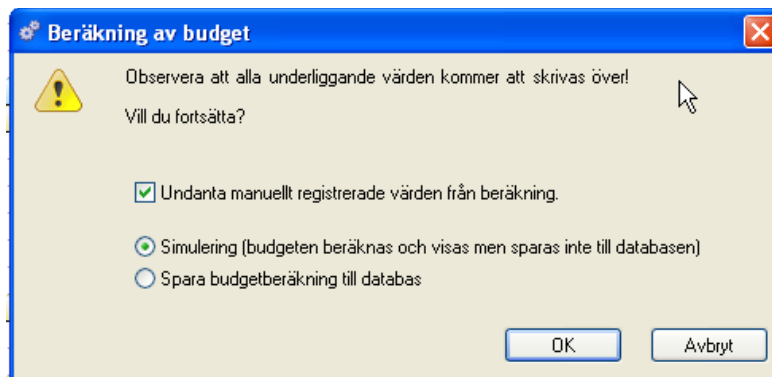 Beräkning av budget
Observera att alla underliggande värden kommer att skrivas över!
Vill du fortsätta?
Undanta manuellt registrerade värden från beräkning.
Simulering (budgeten beräknas och visas men sparas inte till databasen)
Spara budgetberäkning till databas
OK
Avbryt